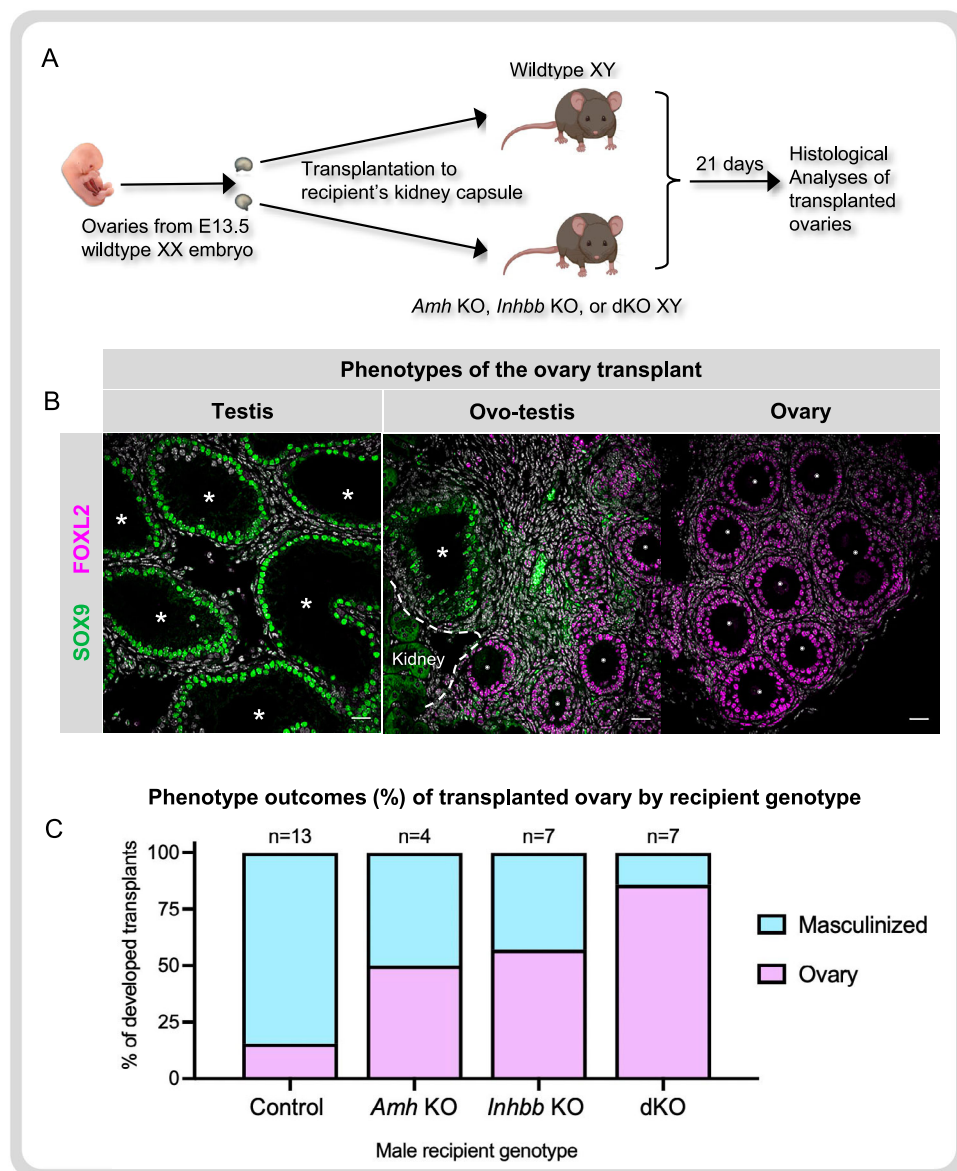 A
Wildtype XY
Ovaries from E13.5
wildtype XX embryo
Transplantation to
recipient's kidney capsule
21 days
Histological
Analyses of
transplanted
ovaries
Amh KO, Inhbb KO, or dKO XY
Phenotypes of the ovary transplant
B
Testis
Ovo-testis
Ovary
SOX9 FOXL2
* * * * * *
* * * *
Kidney
* * * * * * * *
Phenotype outcomes (%) of transplanted ovary by recipient genotype
C
n=13 n=4 n=7 n=7
% of developed transplants
100
75
50
25
0
Masculinized
Ovary
Control Amh KO Inhbb KO dKO
Male recipient genotype